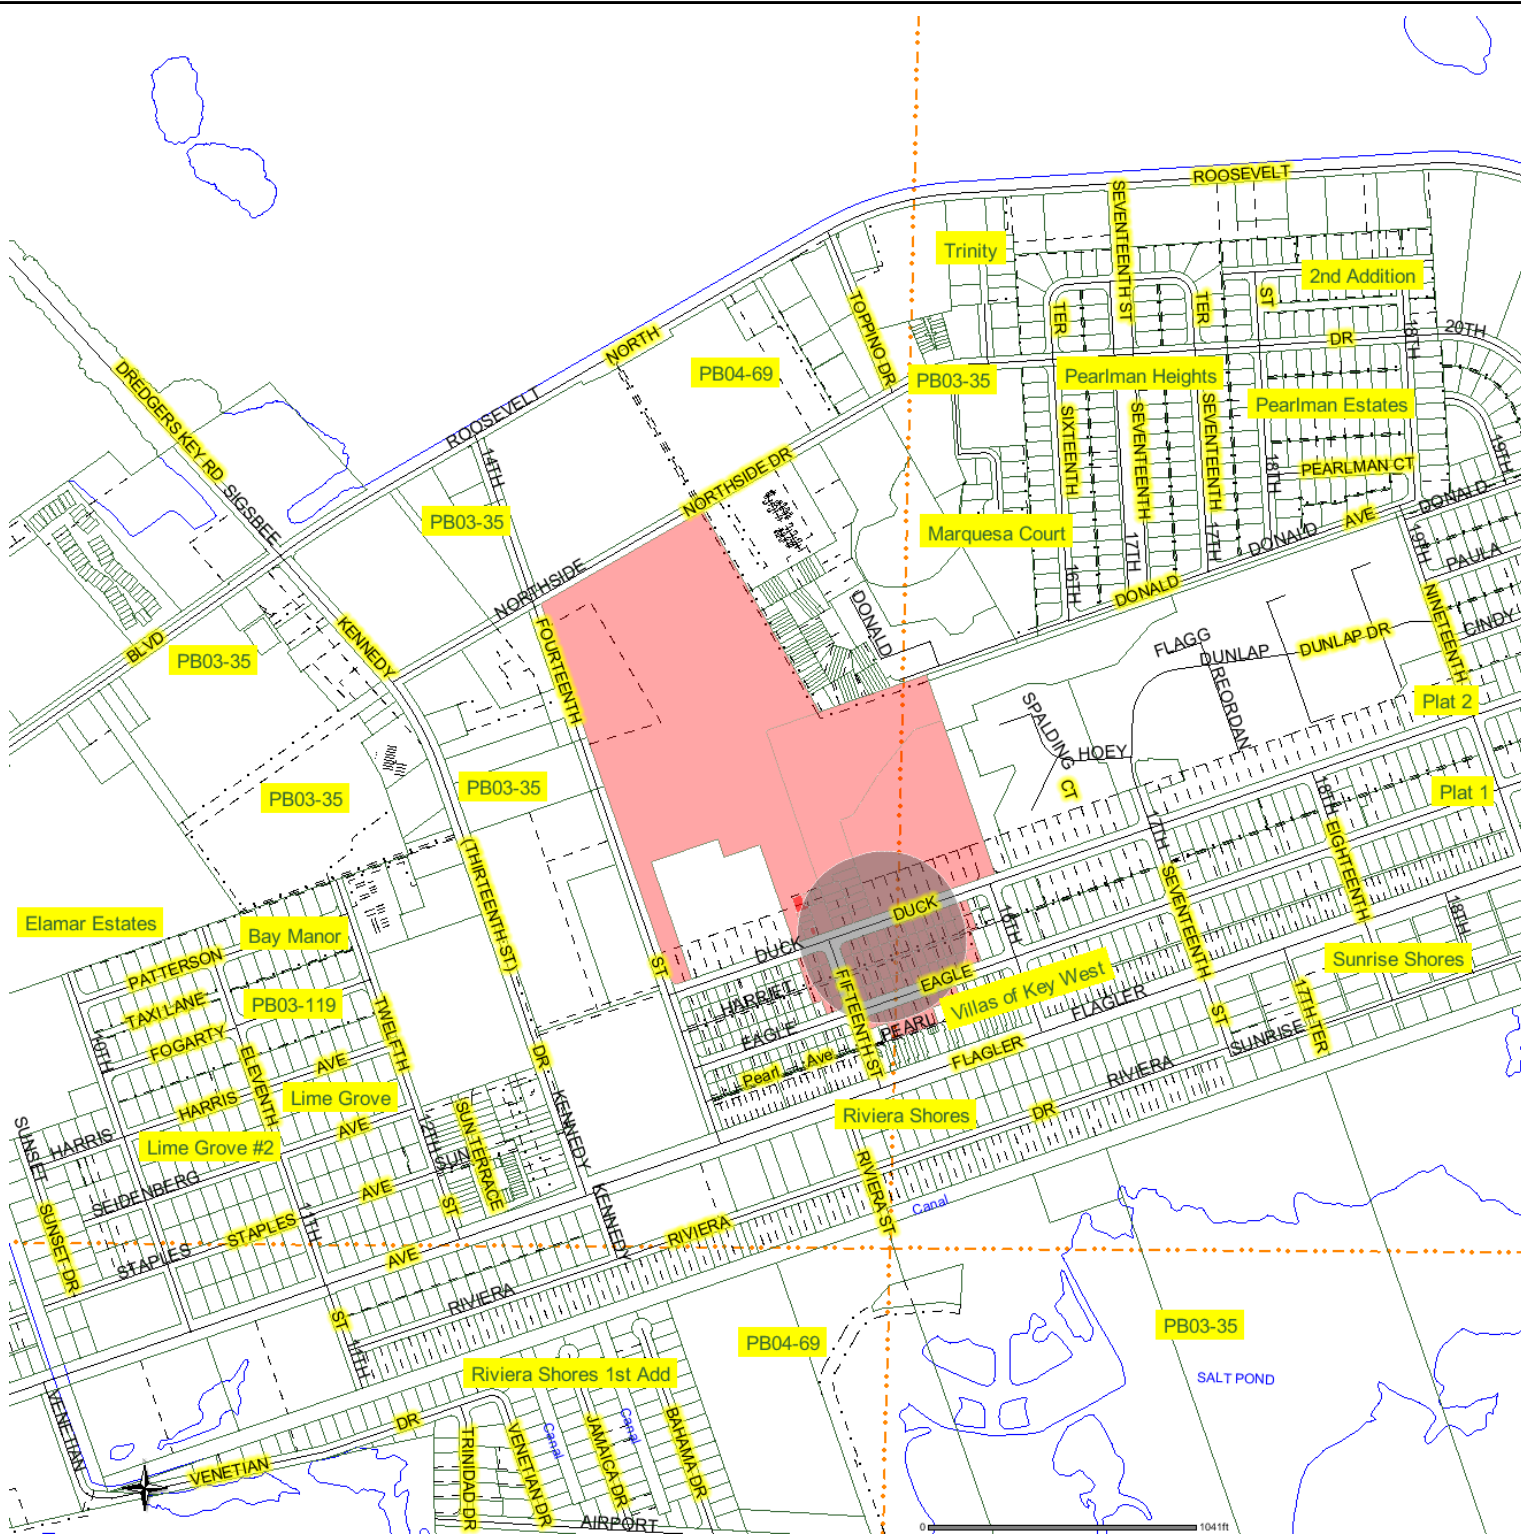 ROOSEVELT
SEVENTEENTH ST
Trinity
2nd Addition
TER
TER
ST
TOPPINO DR
18TH
20TH
DR
NORTH
PB04-69
PB03-35
Pearlman Heights
DREDGERS KEY RD
ROOSEVELT
Pearlman Estates
SIXTEENTH
SEVENTEENTH
SEVENTEENTH
19TH
14TH
NORTHSIDE DR
18TH
PEARLMAN CT
SIGSBEE
PB03-35
Marquesa Court
DONALD
AVE
DONALD
17TH
17TH
19TH
PAULA
NORTHSIDE
16TH
DONALD
DONALD
NINETEENTH
CINDY
KENNEDY
FOURTEENTH
FLAGG
DUNLAP
DUNLAP DR
BLVD
PB03-35
REORDAN
Plat 2
SPALDING
CT
HOEY
PB03-35
PB03-35
Plat 1
17TH
18TH
EIGHTEENTH
(THIRTEENTH ST.)
SEVENTEENTH
ST
Elamar Estates
Bay Manor
DUCK
16TH
18TH
DUCK
PATTERSON
ST
EAGLE
Villas of Key West
Sunrise Shores
TAXI LANE
PB03-119
TWELFTH
HARRIET
FIFTEENTH ST
FLAGLER
17TH TER
FOGARTY
10TH
EAGLE
PEARL
SUNRISE
ELEVENTH
AVE
DR
Pearl
Ave
FLAGLER
RIVIERA
HARRIS
Lime Grove
KENNEDY
Riviera Shores
DR
SUNSET
HARRIS
Lime Grove #2
AVE
12TH
SUN
SUN TERRACE
SEIDENBERG
AVE
ST
KENNEDY
RIVIERA ST
Canal
SUNSET DR
STAPLES
STAPLES
11TH
AVE
RIVIERA
RIVIERA
ST
11TH
PB04-69
PB03-35
SALT POND
Riviera Shores 1st Add
VENETIAN
DR
VENETIAN
TRINIDAD DR
VENETIAN DR
Canal
JAMAICA DR
Canal
BAHAMA DR
AIRPORT
0
1041ft